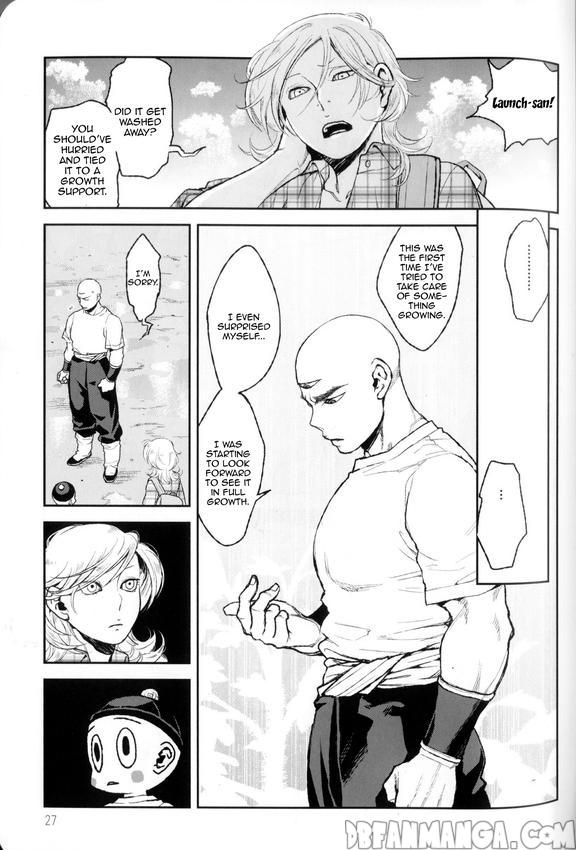 Launch-san!
DID IT GET
WASHED
AWAY?
YOU
SHOULD'VE
HURRIED
AND TIED
IT TO A
GROWTH
SUPPORT.
..........
...
THIS WAS
THE FIRST
TIME I'VE
TRIED TO
TAKE CARE
OF SOME-
THING
GROWING.
I EVEN
SURPRISED
MYSELF...
I WAS
STARTING
TO LOOK
FORWARD
TO SEE IT
IN FULL
GROWTH.
I'M
SORRY.
27
DBFANMANGA.COM